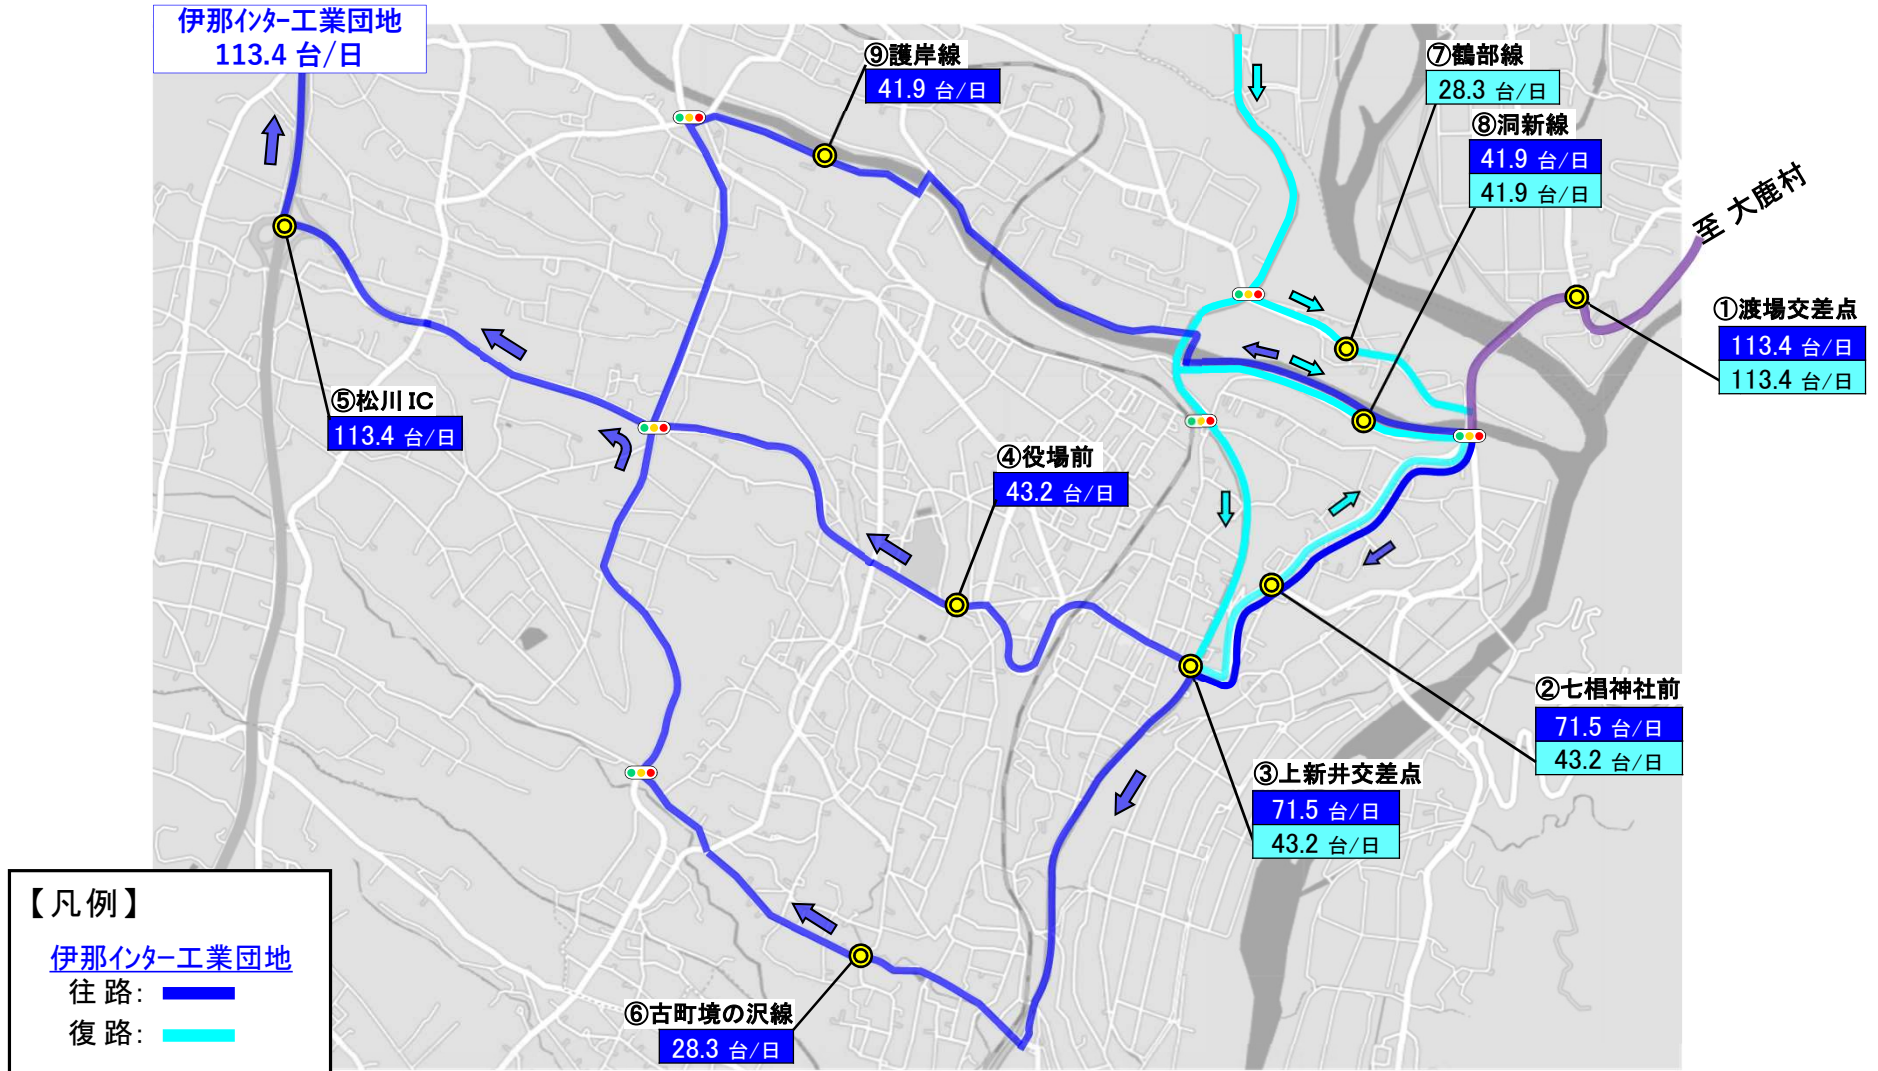 伊那インター工業団地
113.4 台/日
⑨護岸線
41.9 台/日
⑦鶴部線
28.3 台/日
⑧洞新線
41.9 台/日
41.9 台/日
至 大鹿村
①渡場交差点
113.4 台/日
113.4 台/日
⑤松川 IC
113.4 台/日
④役場前
43.2 台/日
②七椙神社前
71.5 台/日
43.2 台/日
③上新井交差点
71.5 台/日
43.2 台/日
⑥古町境の沢線
28.3 台/日
【凡例】
伊那インター工業団地
往路:
復路: